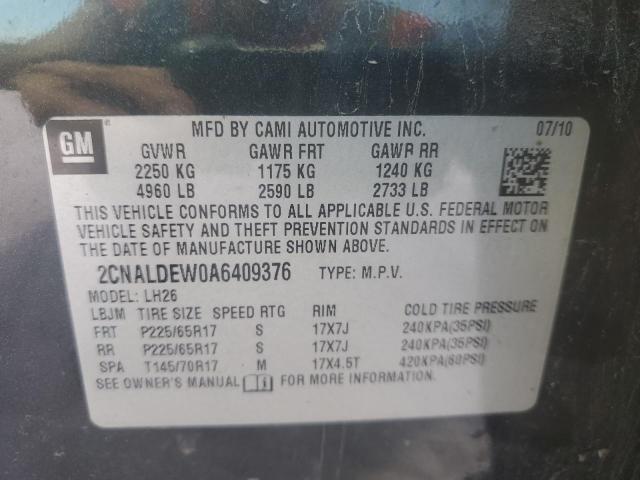 GM
®
MFD BY CAMI AUTOMOTIVE INC. 07/10
GVWR GAWR FRT GAWR RR
2250 KG 1175 KG 1240 KG
4960 LB 2590 LB 2733 LB
THIS VEHICLE CONFORMS TO ALL APPLICABLE U.S. FEDERAL MOTOR
VEHICLE SAFETY AND THEFT PREVENTION STANDARDS IN EFFECT ON
THE DATE OF MANUFACTURE SHOWN ABOVE.
2CNALDEW0A6409376 TYPE: M.P.V.
MODEL: LH26
LBJM TIRE SIZE SPEED RTG RIM COLD TIRE PRESSURE
FRT P225/65R17 S 17X7J 240KPA(35PSI)
RR P225/65R17 S 17X7J 240KPA(35PSI)
SPA T145/70R17 M 17X4.5T 420KPA(60PSI)
SEE OWNER'S MANUAL FOR MORE INFORMATION.